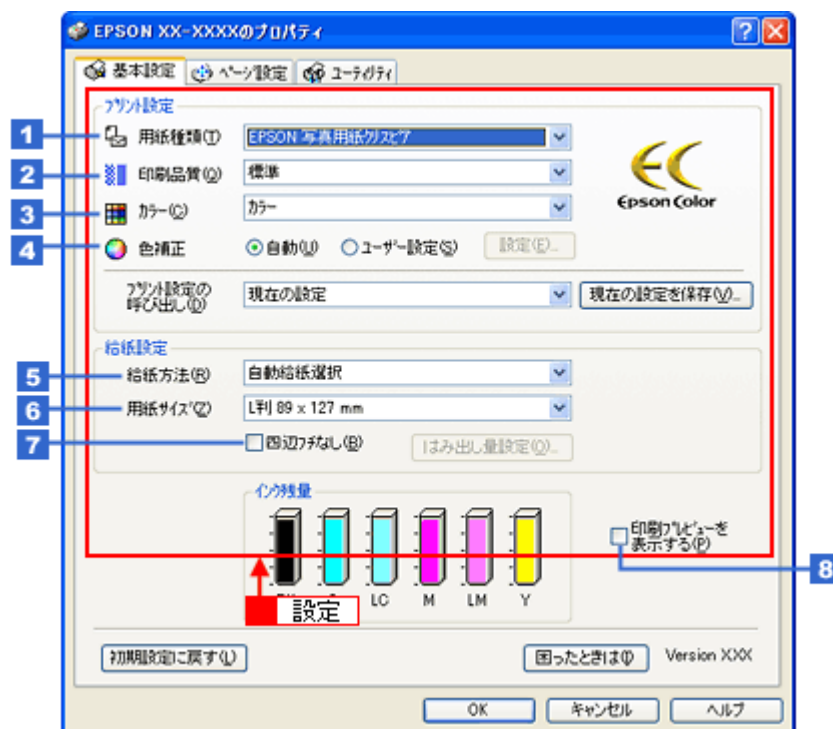 EPSON XX-XXXXのプロパティ
基本設定 ページ設定 ユーティリティ
プリント設定
1 用紙種類(T) EPSON 写真用紙クリスピア
2 印刷品質(Q) 標準
3 カラー(C) カラー
Epson Color
4 色補正 自動(U) ユーザー設定(S) 設定(E)...
プリント設定の
呼び出し(D) 現在の設定 現在の設定を保存(V)...
給紙設定
5 給紙方法(R) 自動給紙選択
6 用紙サイズ(Z) L判 89 x 127 mm
7 四辺フチなし(B) はみ出し量設定(O)...
インク残量
印刷プレビューを
表示する(P)
8
LC M LM Y
設定
初期設定に戻す(L) 困ったときは(I) Version XXX
OK キャンセル ヘルプ